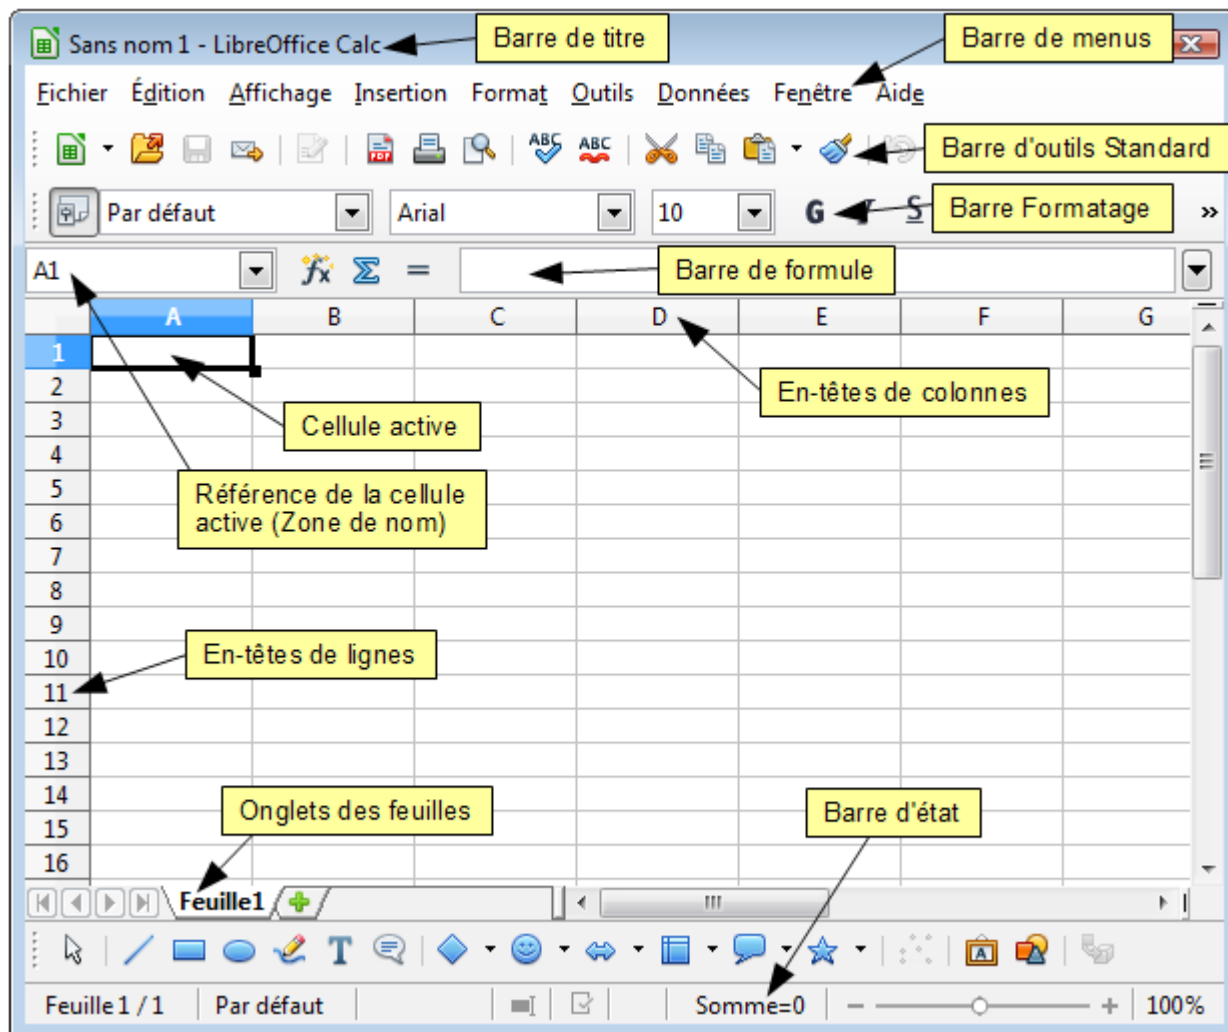 Sans nom 1 - LibreOffice Calc
Barre de titre
Barre de menus
Fichier Édition Affichage Insertion Format Outils Données Fenêtre Aide
PDF ABC ABC
Barre d'outils Standard
Par défaut Arial 10 G I S
Barre Formatage
»
A1 fx Σ =
Barre de formule
A B C D E F G
1
2
3
En-têtes de colonnes
Cellule active
4
5
Référence de la cellule
active (Zone de nom)
6
7
8
9
10
En-têtes de lignes
11
12
13
14
Onglets des feuilles
Barre d'état
15
16
Feuille1
T A
Feuille 1 / 1 Par défaut Somme=0 100%